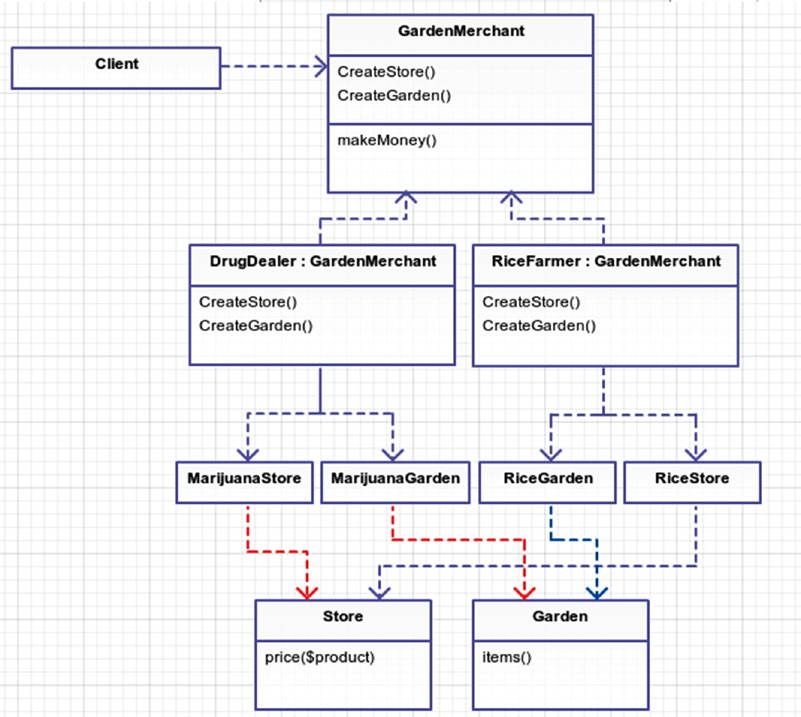 GardenMerchant
Client
CreateStore()
CreateGarden()
makeMoney()
DrugDealer : GardenMerchant
CreateStore()
CreateGarden()
RiceFarmer : GardenMerchant
CreateStore()
CreateGarden()
MarijuanaStore
MarijuanaGarden
RiceGarden
RiceStore
Store
price($product)
Garden
items()